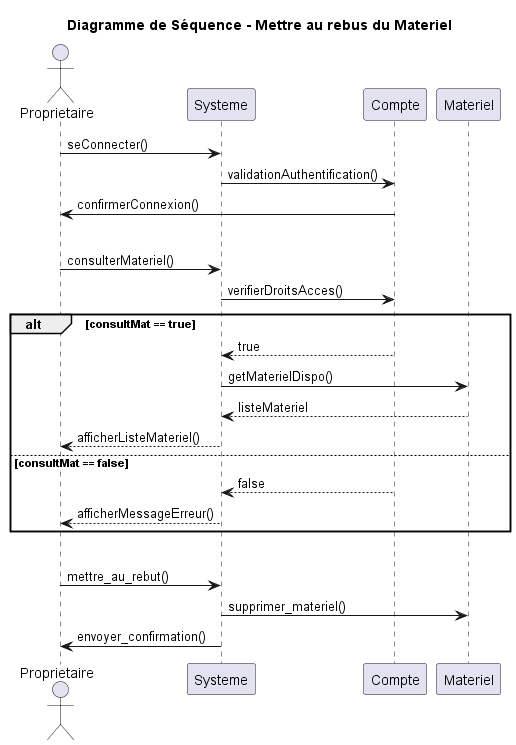 Diagramme de Séquence - Mettre au rebus du Materiel
Proprietaire
Systeme
Compte
Materiel
seConnecter()
validationAuthentification()
confirmerConnexion()
consulterMateriel()
verifierDroitsAcces()
alt
[consultMat == true]
true
getMaterielDispo()
listeMateriel
afficherListeMateriel()
[consultMat == false]
false
afficherMessageErreur()
mettre_au_rebut()
supprimer_materiel()
envoyer_confirmation()
Proprietaire
Systeme
Compte
Materiel